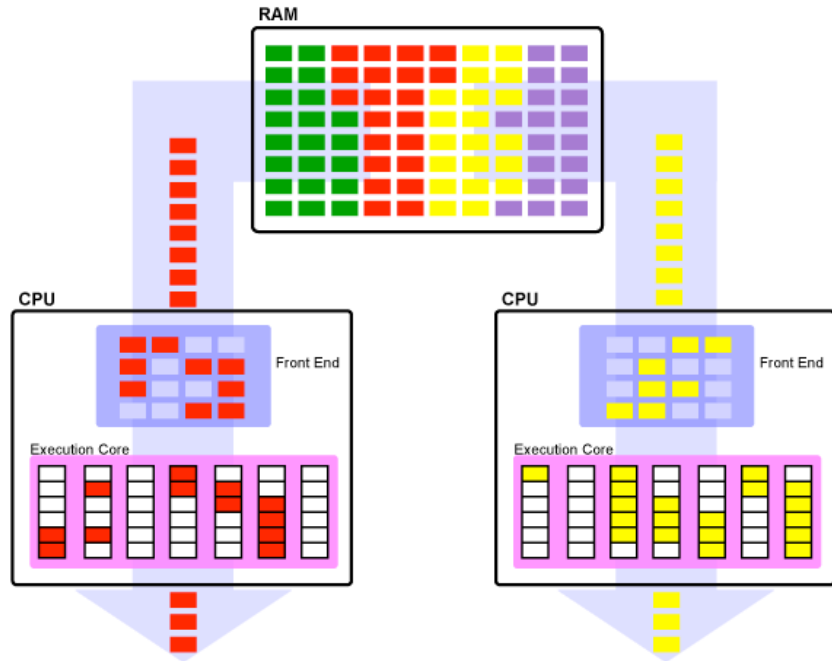 RAM
CPU
CPU
Front End
Front End
Execution Core
Execution Core